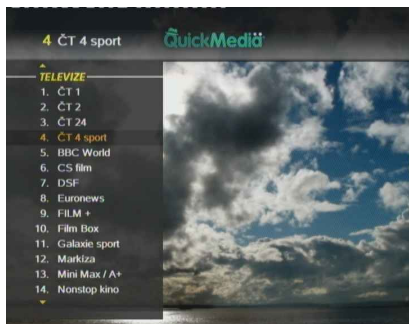 4 ČT 4 sport
QuickMedia
TELEVIZE
1. ČT 1
2. ČT 2
3. ČT 24
4. ČT 4 sport
5. BBC World
6. CS film
7. DSF
8. Euronews
9. FILM +
10. Film Box
11. Galaxie sport
12. Markíza
13. Mini Max / A+
14. Nonstop kino